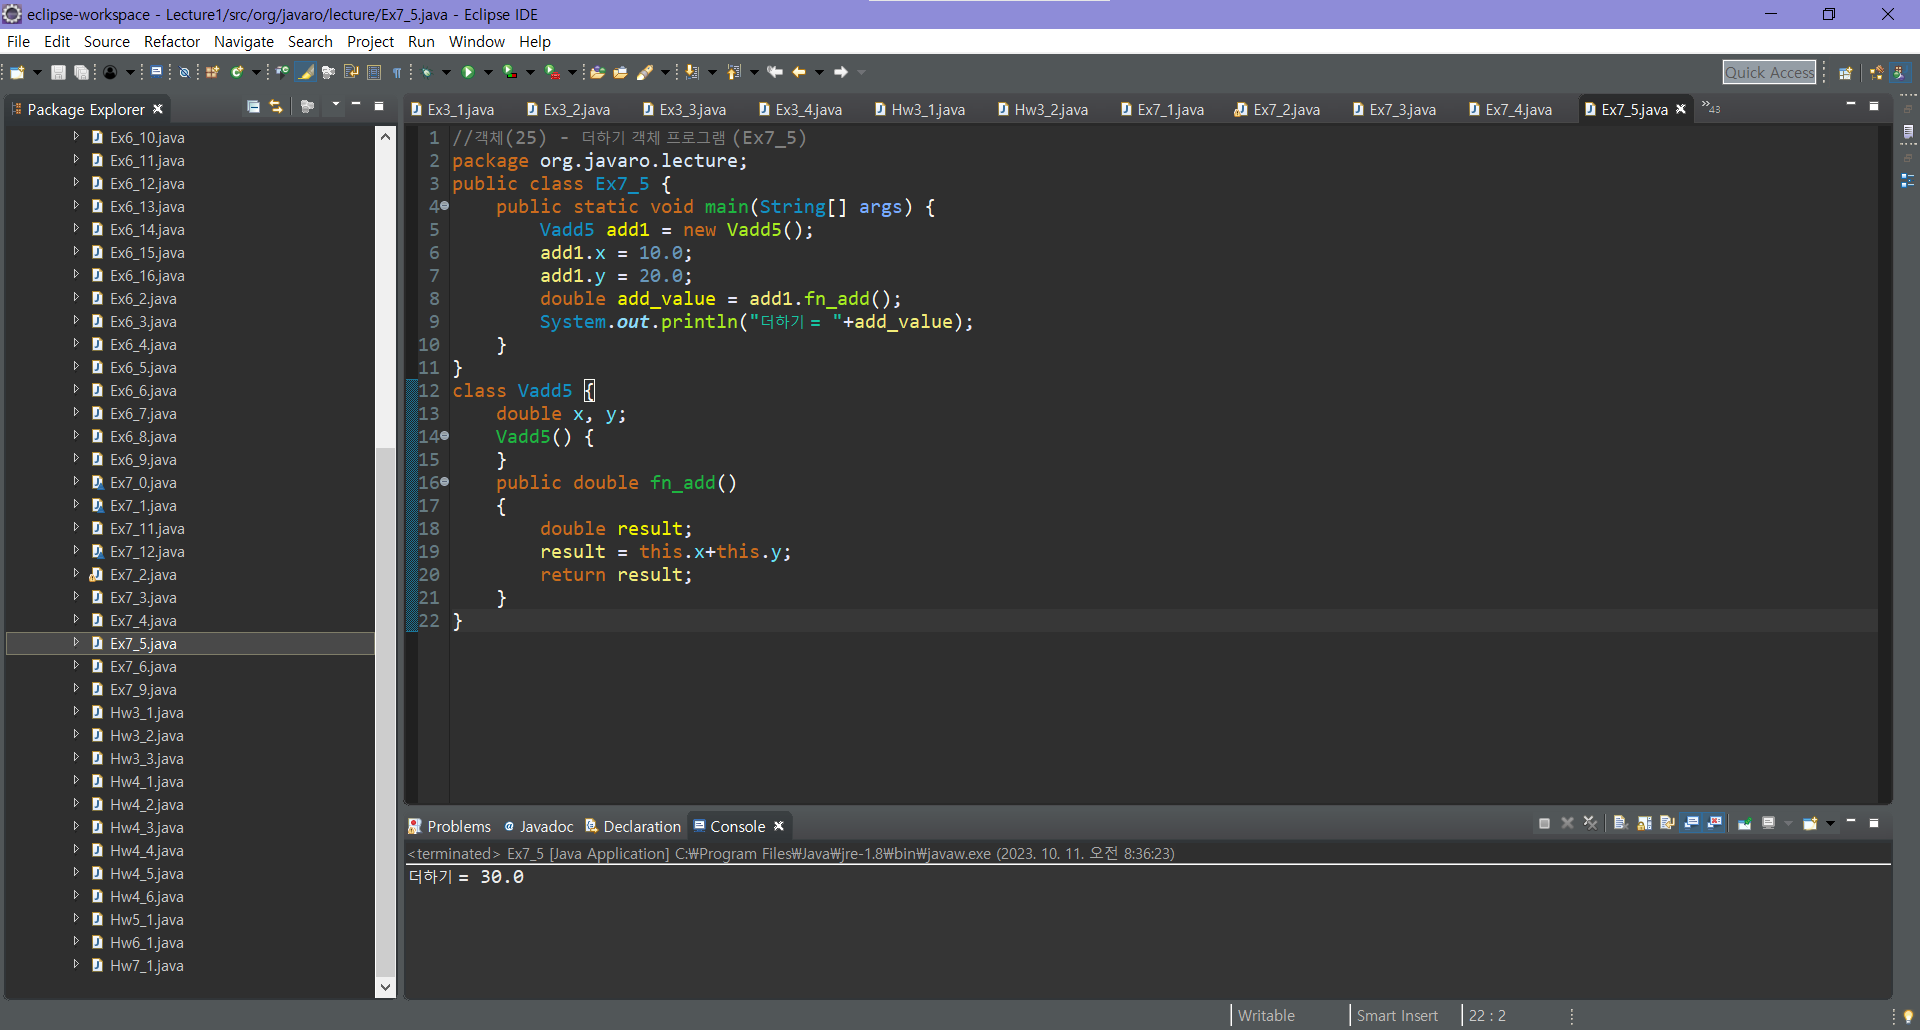 eclipse-workspace - Lecture1/src/org/javaro/lecture/Ex7_5.java - Eclipse IDE
File Edit Source Refactor Navigate Search Project Run Window Help
Quick Access
Package Explorer
Ex6_10.java
Ex6_11.java
Ex6_12.java
Ex6_13.java
Ex6_14.java
Ex6_15.java
Ex6_16.java
Ex6_2.java
Ex6_3.java
Ex6_4.java
Ex6_5.java
Ex6_6.java
Ex6_7.java
Ex6_8.java
Ex6_9.java
Ex7_0.java
Ex7_1.java
Ex7_11.java
Ex7_12.java
Ex7_2.java
Ex7_3.java
Ex7_4.java
Ex7_5.java
Ex7_6.java
Ex7_9.java
Hw3_1.java
Hw3_2.java
Hw3_3.java
Hw4_1.java
Hw4_2.java
Hw4_3.java
Hw4_4.java
Hw4_5.java
Hw4_6.java
Hw5_1.java
Hw6_1.java
Hw7_1.java
Ex3_1.java Ex3_2.java Ex3_3.java Ex3_4.java Hw3_1.java Hw3_2.java Ex7_1.java Ex7_2.java Ex7_3.java Ex7_4.java Ex7_5.java »43
1 //객체(25) - 더하기 객체 프로그램(Ex7_5)
2 package org.javaro.lecture;
3 public class Ex7_5 {
4 public static void main(String[] args) {
5 Vadd5 add1 = new Vadd5();
6 add1.x = 10.0;
7 add1.y = 20.0;
8 double add_value = add1.fn_add();
9 System.out.println("더하기 = "+add_value);
10 }
11 }
12 class Vadd5 {
13 double x, y;
14 Vadd5() {
15 }
16 public double fn_add()
17 {
18 double result;
19 result = this.x+this.y;
20 return result;
21 }
22 }
Problems Javadoc Declaration Console
<terminated> Ex7_5 [Java Application] C:₩Program Files₩Java₩jre-1.8₩bin₩javaw.exe (2023. 10. 11. 오전 8:36:23)
더하기 = 30.0
Writable Smart Insert 22 : 2